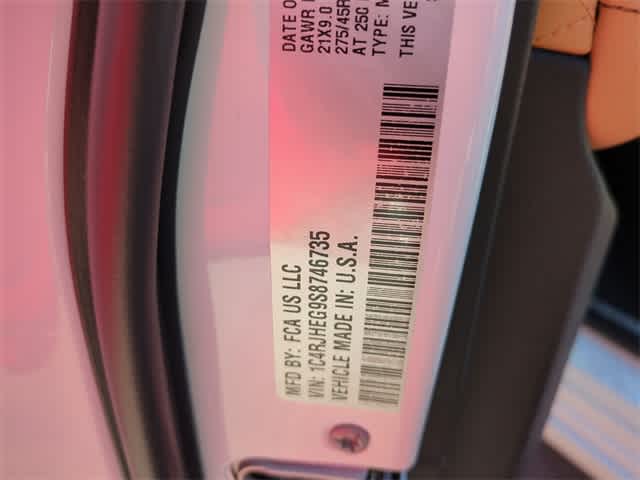 MFD BY: FCA US LLC
DATE O
VIN: 1C4RJHEG9S8746735
GAWR
VEHICLE MADE IN: U.S.A.
21X9.0
275/45R
AT 250
TYPE: M
THIS VE